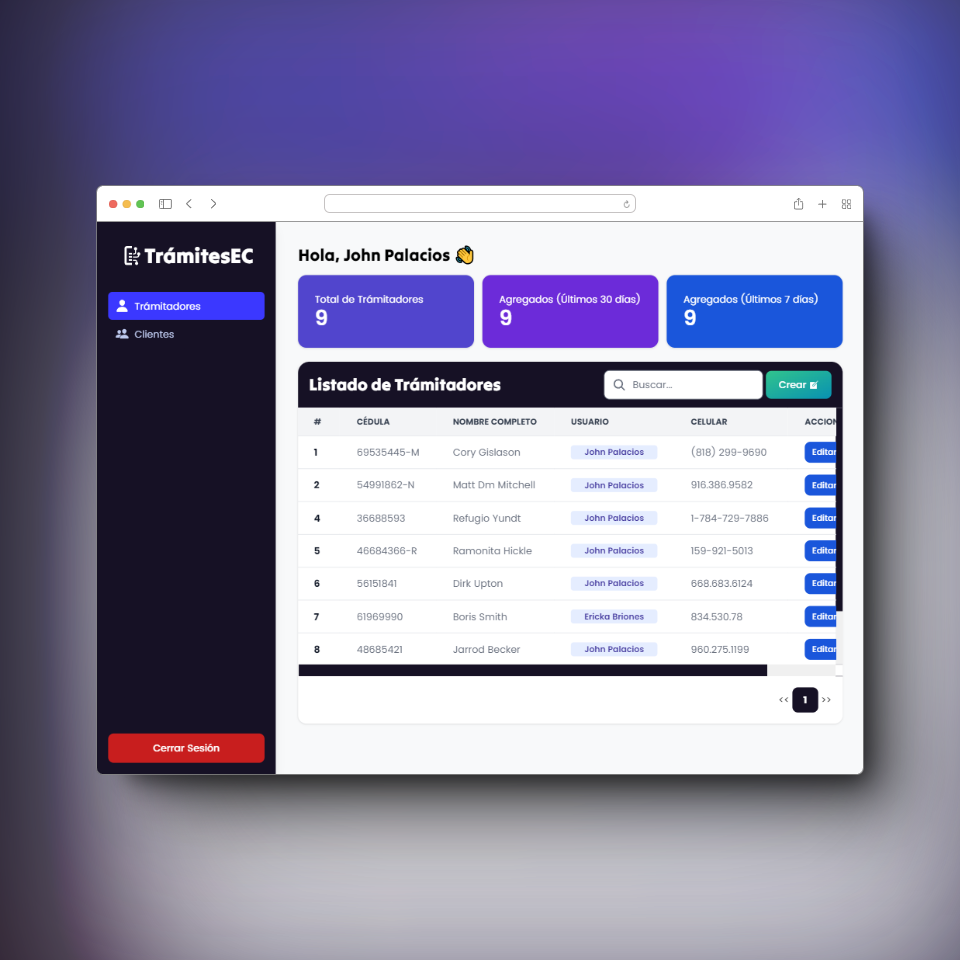 TrámitesEC
Trámitadores
Clientes
Cerrar Sesión
Hola, John Palacios 👋
Total de Trámitadores
9
Agregados (Últimos 30 días)
9
Agregados (Últimos 7 días)
9
Listado de Trámitadores
Buscar...
Crear
# CÉDULA NOMBRE COMPLETO USUARIO CELULAR ACCION
1 69535445-M Cory Gislason John Palacios (818) 299-9690 Editar
2 54991862-N Matt Dm Mitchell John Palacios 916.386.9582 Editar
4 36688593 Refugio Yundt John Palacios 1-784-729-7886 Editar
5 46684366-R Ramonita Hickle John Palacios 159-921-5013 Editar
6 56151841 Dirk Upton John Palacios 668.683.6124 Editar
7 61969990 Boris Smith Ericka Briones 834.530.78 Editar
8 48685421 Jarrod Becker John Palacios 960.275.1199 Editar
<< 1 >>